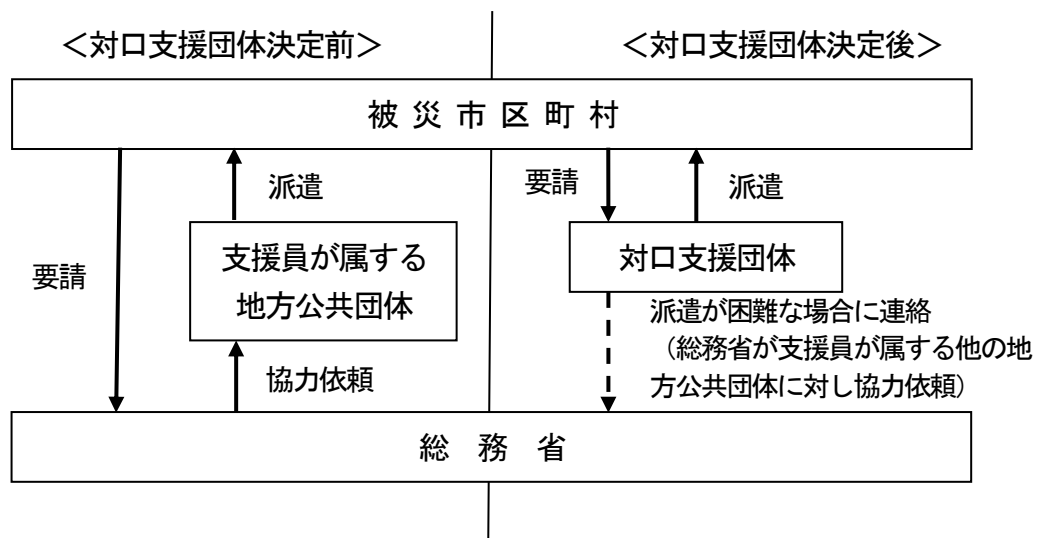 ＜対口支援団体決定前＞
＜対口支援団体決定後＞
被災市区町村
派遣
要請
支援員が属する
地方公共団体
協力依頼
要請
派遣
対口支援団体
派遣が困難な場合に連絡
（総務省が支援員が属する他の地
方公共団体に対し協力依頼）
総務省